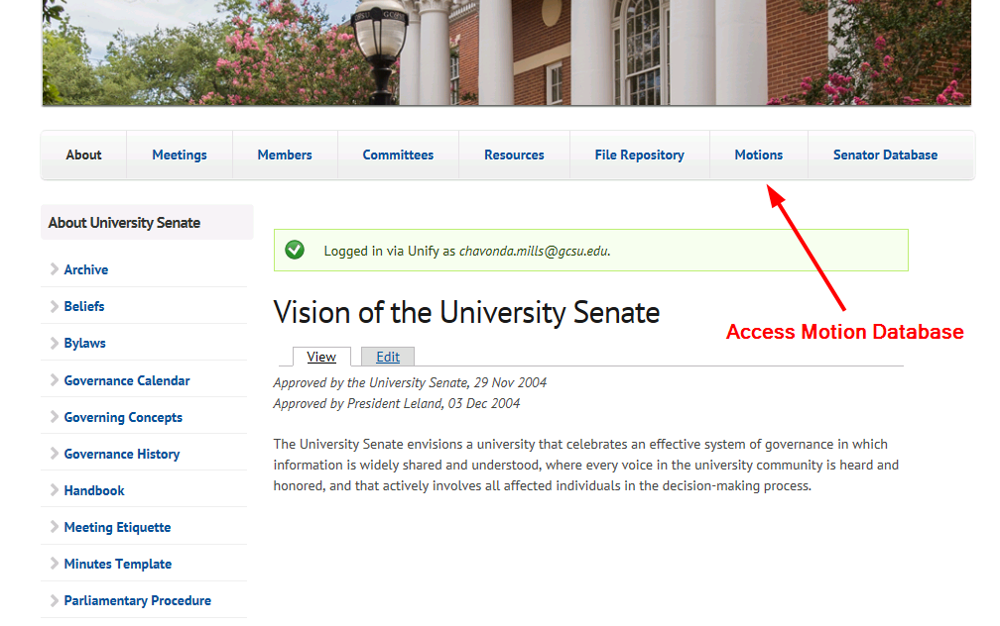 GCSU
About
Meetings
Members
Committees
Resources
File Repository
Motions
Senator Database
About University Senate
Archive
Beliefs
Bylaws
Governance Calendar
Governing Concepts
Governance History
Handbook
Meeting Etiquette
Minutes Template
Parliamentary Procedure
Logged in via Unify as chavonda.mills@gcsu.edu.
Vision of the University Senate
View
Edit
Approved by the University Senate, 29 Nov 2004
Approved by President Leland, 03 Dec 2004
The University Senate envisions a university that celebrates an effective system of governance in which
information is widely shared and understood, where every voice in the university community is heard and
honored, and that actively involves all affected individuals in the decision-making process.
Access Motion Database